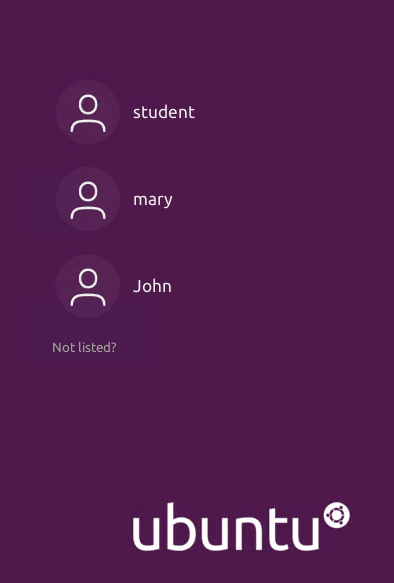 student
mary
John
Not listed?
ubuntu